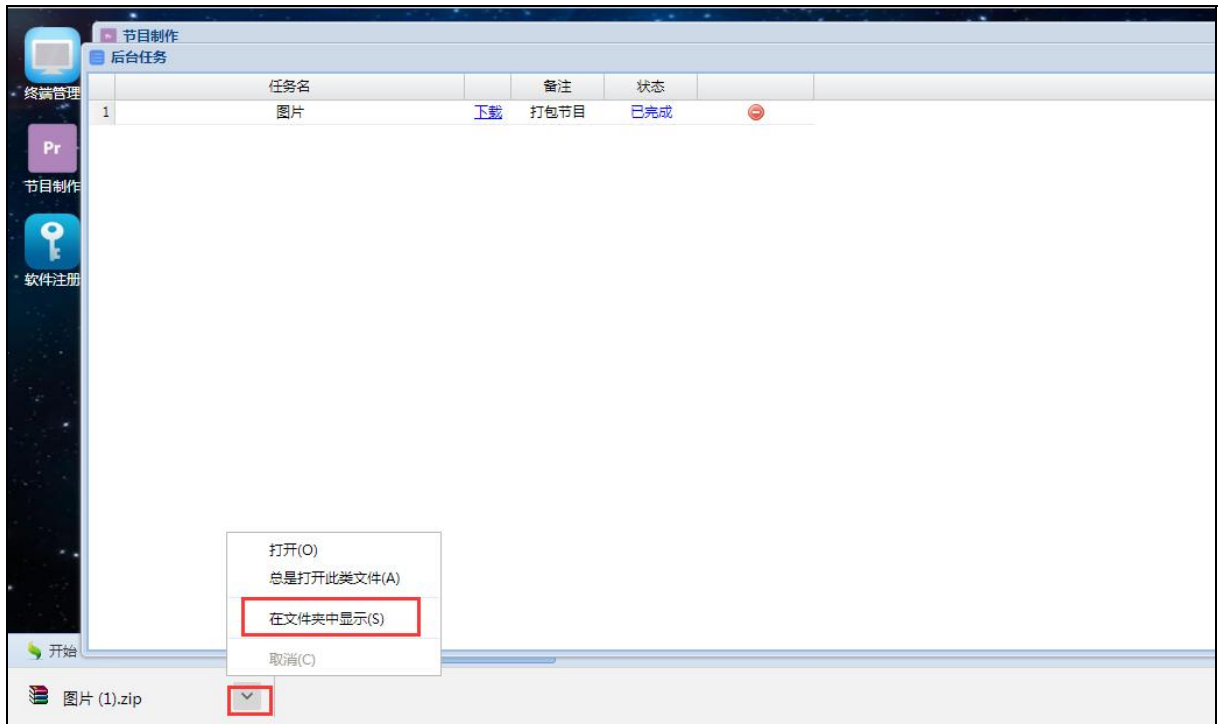 节目制作
后台任务
终端管理
任务名 备注 状态
1 图片 下载 打包节目 已完成
Pr
节目制作
软件注册
打开(O)
总是打开此类文件(A)
在文件夹中显示(S)
取消(C)
开始
图片 (1).zip